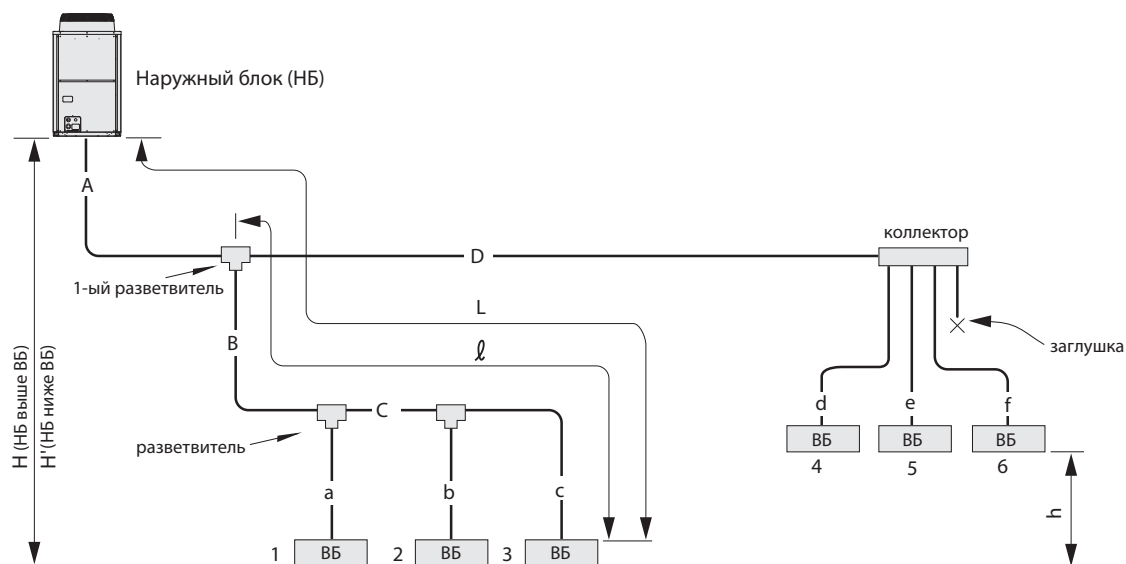 Наружный блок (НБ)
A
коллектор
D
1-ый разветвитель
L
B
заглушка
ℓ
H (НБ выше ВБ)
H'(НБ ниже ВБ)
C
d
e
f
разветвитель
ВБ
ВБ
ВБ
4
5
6
a
b
c
h
1
ВБ
2
ВБ
3
ВБ